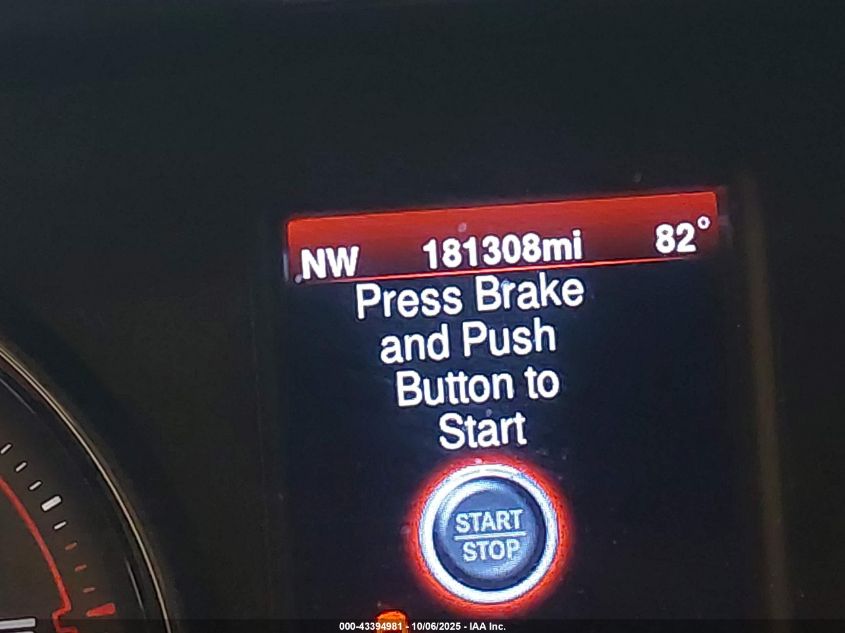 NW 181308mi 82°
Press Brake
and Push
Button to
Start
START
STOP
000-43394981 - 10/06/2025 - IAA Inc.